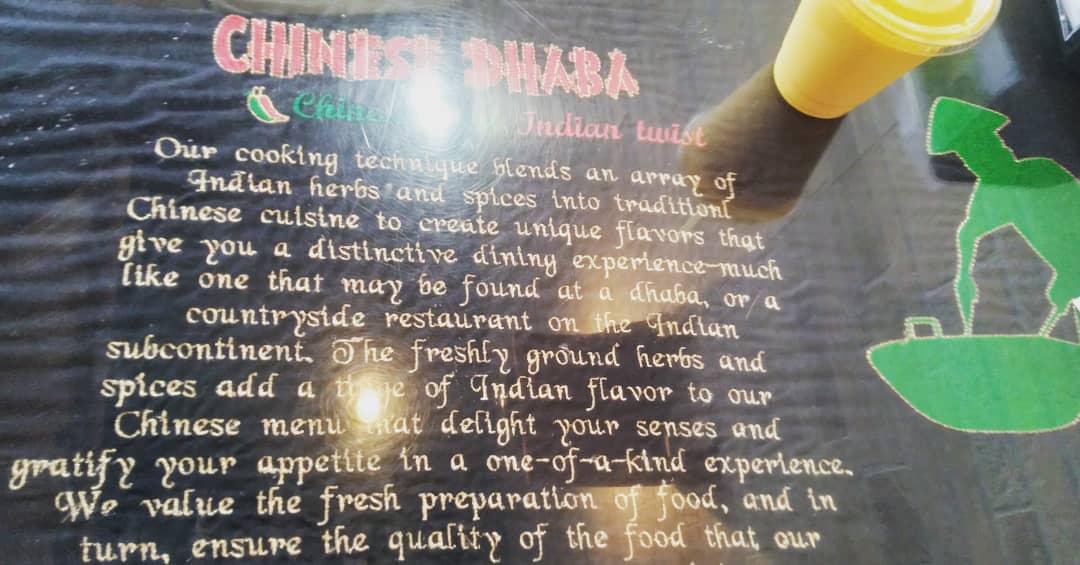 CHINESE DHABA
Indian twist
Our cooking technique blends an array of
Indian herbs and spices into traditionl
Chinese cuisine to create unique flavors that
give you a distinctive dining experience-much
like one that may be found at a dhaba, or a
countryside restaurant on the Indian
subcontinent. The freshly ground herbs and
spices add a of Indian flavor to our
Chinese menu that delight your senses and
gratify your appetite in a one-of-a-kind experience.
We value the fresh preparation of food, and in
turn, ensure the quality of the food that our